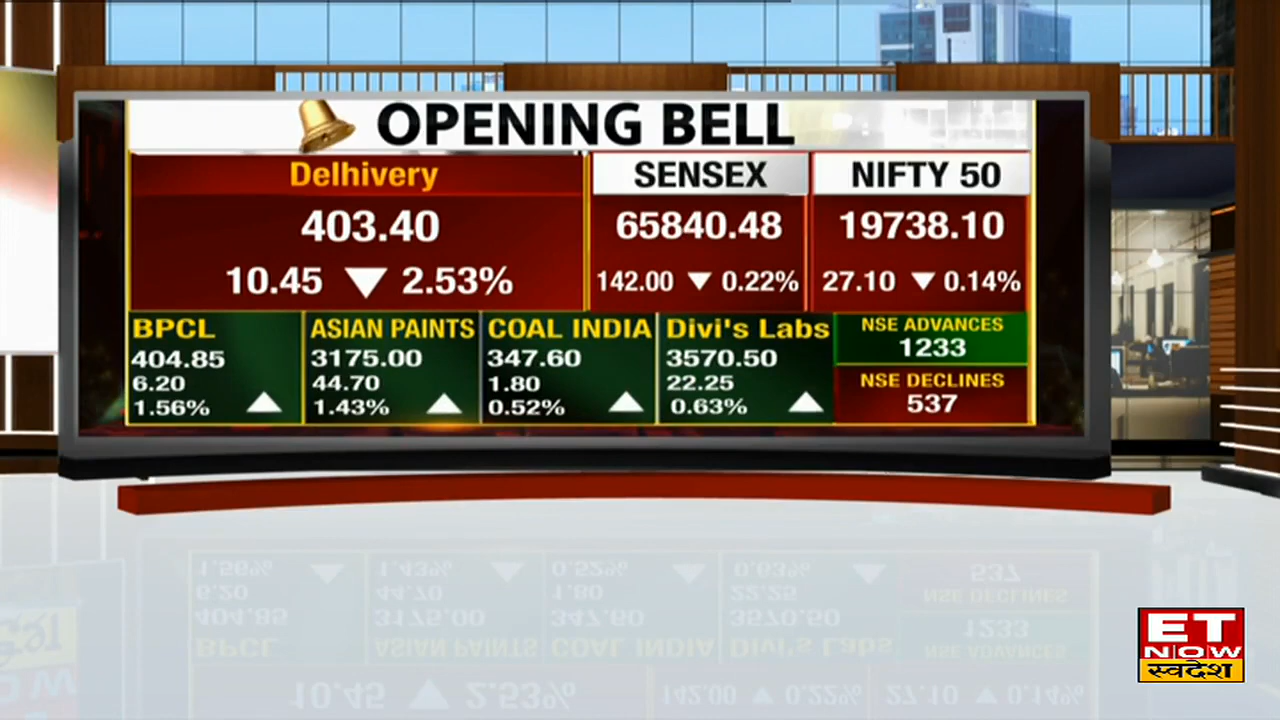 OPENING BELL
Delhivery
403.40
10.45 ▼ 2.53%
SENSEX
65840.48
142.00 ▼ 0.22%
NIFTY 50
19738.10
27.10 ▼ 0.14%
BPCL
404.85
6.20
1.56% ▲
ASIAN PAINTS
3175.00
44.70
1.43% ▲
COAL INDIA
347.60
1.80
0.52% ▲
Divi's Labs
3570.50
22.25
0.63% ▲
NSE ADVANCES
1233
NSE DECLINES
537
ET
NOW
स्वदेश